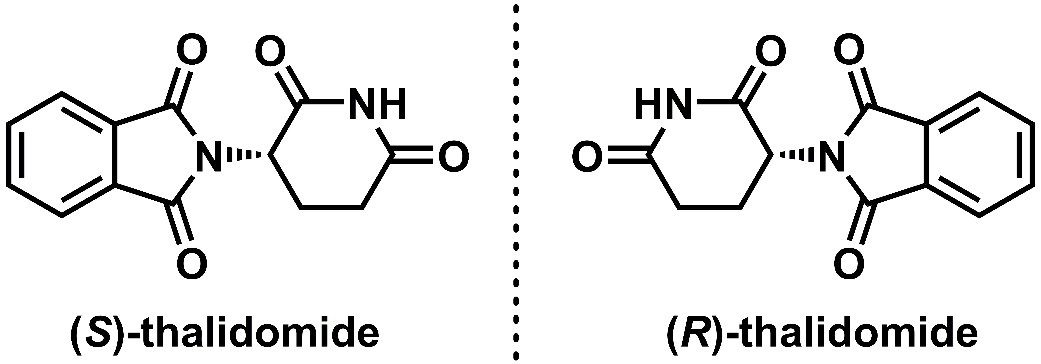 O O O O
NH HN
N N
O O
O O
(S)-thalidomide (R)-thalidomide